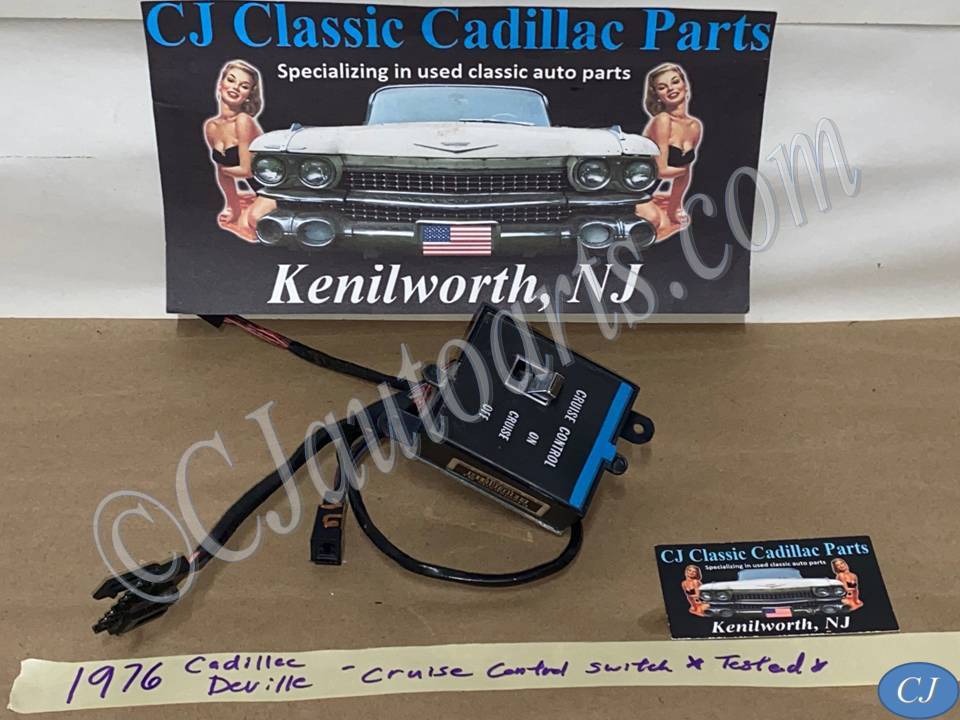 CJ Classic Cadillac Parts
Specializing in used classic auto parts
Kenilworth, NJ
©CJautoparts.com
CRUISE CONTROL
ON
CRUISE
OFF
CJ Classic Cadillac Parts
Specializing in used classic auto parts
Kenilworth, NJ
1976 Cadillac Deville - Cruise Control switch * Tested *
CJ